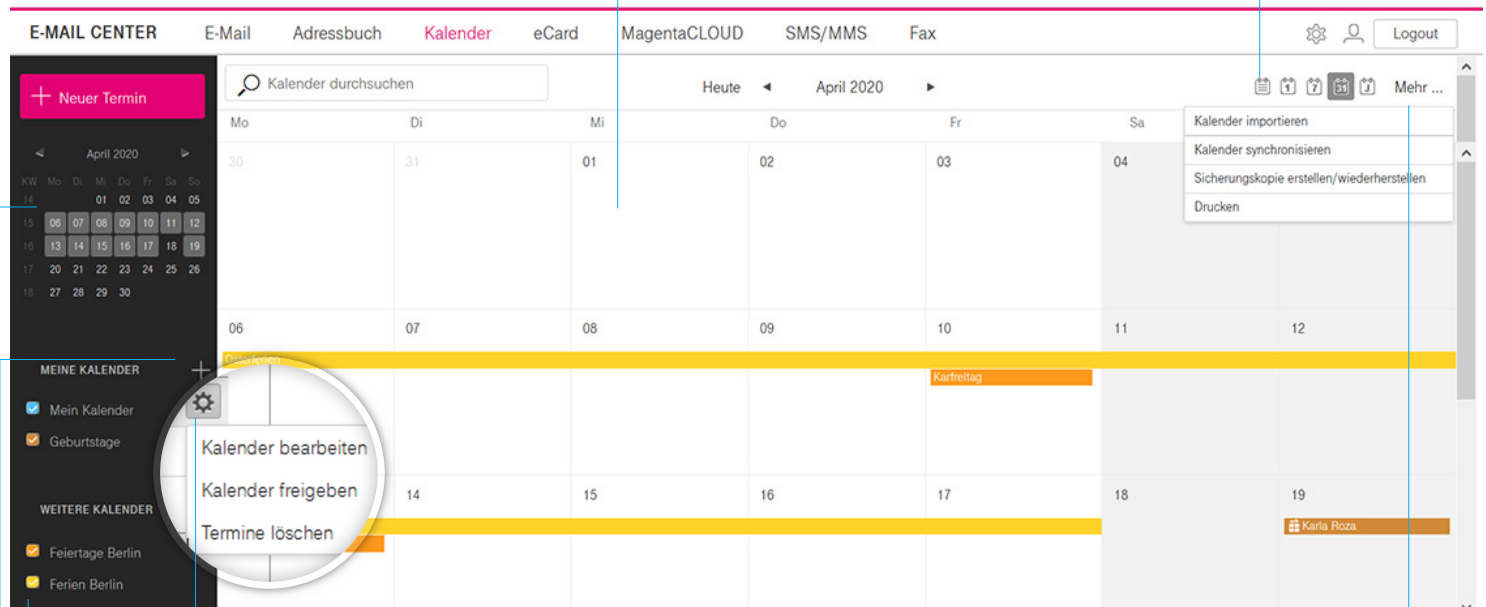 E-MAIL CENTER E-Mail Adressbuch Kalender eCard MagentaCLOUD SMS/MMS Fax Logout
Neuer Termin
Kalender durchsuchen
Heute April 2020
1 7 31 J Mehr ...
Mo Di Mi Do Fr Sa
Kalender importieren
Kalender synchronisieren
Sicherungskopie erstellen/wiederherstellen
Drucken
April 2020
KW Mo Di Mi Do Fr Sa So
14 01 02 03 04 05
15 06 07 08 09 10 11 12
16 13 14 15 16 17 18 19
17 20 21 22 23 24 25 26
18 27 28 29 30
30 31 01 02 03 04
06 07 08 09 10 11 12
Osterferien
Karfreitag
14 15 16 17 18 19
Karla Roza
MEINE KALENDER
Mein Kalender
Geburtstage
WEITERE KALENDER
Feiertage Berlin
Ferien Berlin
Kalender bearbeiten
Kalender freigeben
Termine löschen